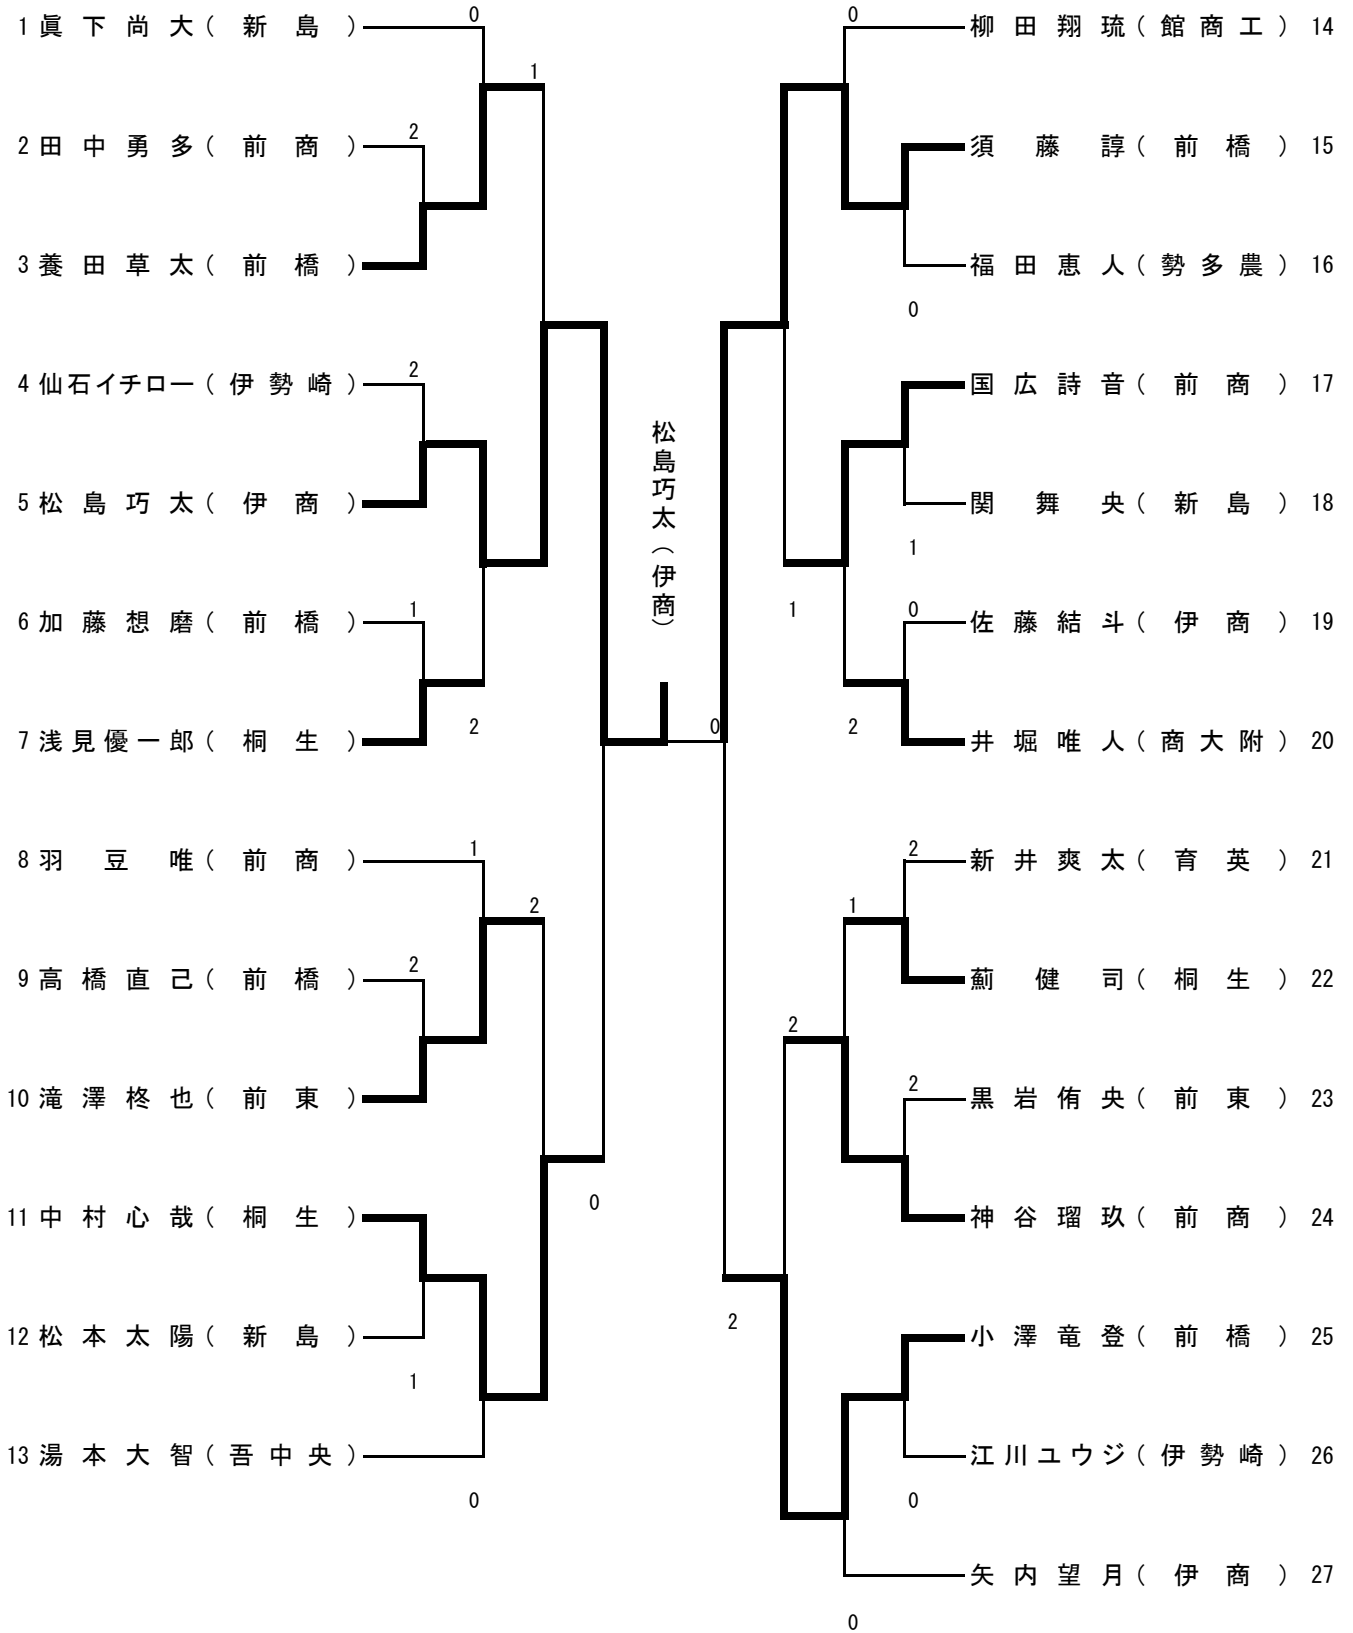 1 眞下尚大(新島)
0
2 田中勇多(前商)
2
1
3 養田草太(前橋)
4 仙石イチロー(伊勢崎)
2
5 松島巧太(伊商)
6 加藤想磨(前橋)
1
7 浅見優一郎(桐生)
2
8 羽豆唯(前商)
1
2
9 高橋直己(前橋)
2
10 滝澤柊也(前東)
11 中村心哉(桐生)
0
12 松本太陽(新島)
1
13 湯本大智(吾中央)
0
松島巧太(伊商)
0
0
柳田翔琉(館商工) 14
須藤諄(前橋) 15
福田恵人(勢多農) 16
0
国広詩音(前商) 17
関舞央(新島) 18
1
1
0
佐藤結斗(伊商) 19
井堀唯人(商大附) 20
2
2
新井爽太(育英) 21
1
薊健司(桐生) 22
2
2
黒岩侑央(前東) 23
神谷瑠玖(前商) 24
2
小澤竜登(前橋) 25
江川ユウジ(伊勢崎) 26
0
矢内望月(伊商) 27
0